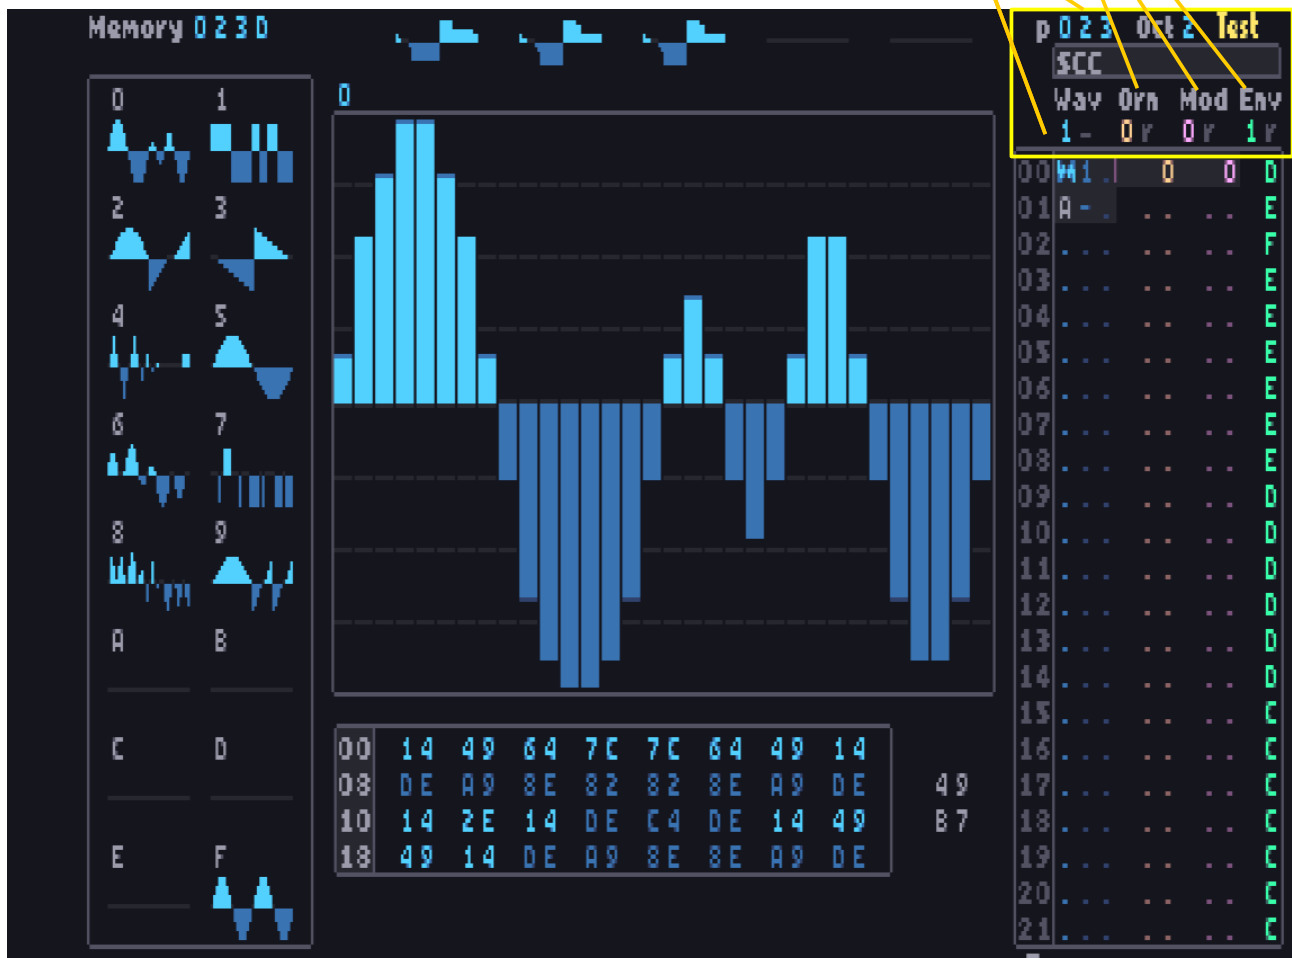 Memory 023D
p 023 Oct 2 Test
SCC
Wav Orn Mod Env
1- 0r 0r 1r
0 1
2 3
4 5
6 7
8 9
A B
C D
E F
0
00 14 49 64 7C 7C 64 49 14
08 DE A9 8E 82 82 8E A9 DE
10 14 2E 14 DE C4 DE 14 49
18 49 14 DE A9 8E 8E A9 DE
49
B7
00 W1. 0 0 D
01 A-. .. .. E
02 ... .. .. F
03 ... .. .. E
04 ... .. .. E
05 ... .. .. E
06 ... .. .. E
07 ... .. .. E
08 ... .. .. E
09 ... .. .. D
10 ... .. .. D
11 ... .. .. D
12 ... .. .. D
13 ... .. .. D
14 ... .. .. D
15 ... .. .. C
16 ... .. .. C
17 ... .. .. C
18 ... .. .. C
19 ... .. .. C
20 ... .. .. C
21 ... .. .. C